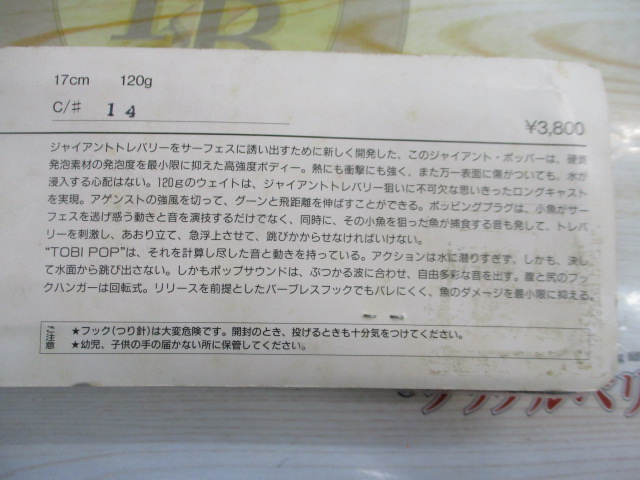 17cm 120g
C/# 14
¥3,800
ジャイアントトレバリーをサーフェスに誘い出すために新しく開発した、このジャイアント・ポッパーは、硬質
発泡素材の発泡度を最小限に抑えた高強度ボディー。熱にも衝撃にも強く、また万一表面に傷がついても、水が
浸入する心配はない。120gのウェイトは、ジャイアントトレバリー狙いに不可欠な思いきったロングキャスト
を実現。アゲンストの強風を切って、グーンと飛距離を伸ばすことができる。ポッピングプラグは、小魚がサー
フェスを逃げ惑う動きと音を演技するだけでなく、同時に、その小魚を狙った魚が捕食する音も発して、トレバ
リーを刺激し、あおり立て、急浮上させて、跳びかからせなければいけない。
“TOBI POP”は、それを計算し尽した音と動きを持っている。アクションは水に潜りすぎず、しかも、決し
て水面から跳び出さない。しかもポップサウンドは、ぶつかる波に合わせ、自由多彩な音を出す。腹と尻のフッ
クハンガーは回転式。リリースを前提としたバーブレスフックでもバレにくく、魚のダメージを最小限に抑える。
ご注意
★フック(つり針)は大変危険です。開封のとき、投げるときも十分気をつけてください。
★幼児、子供の手の届かない所に保管してください。